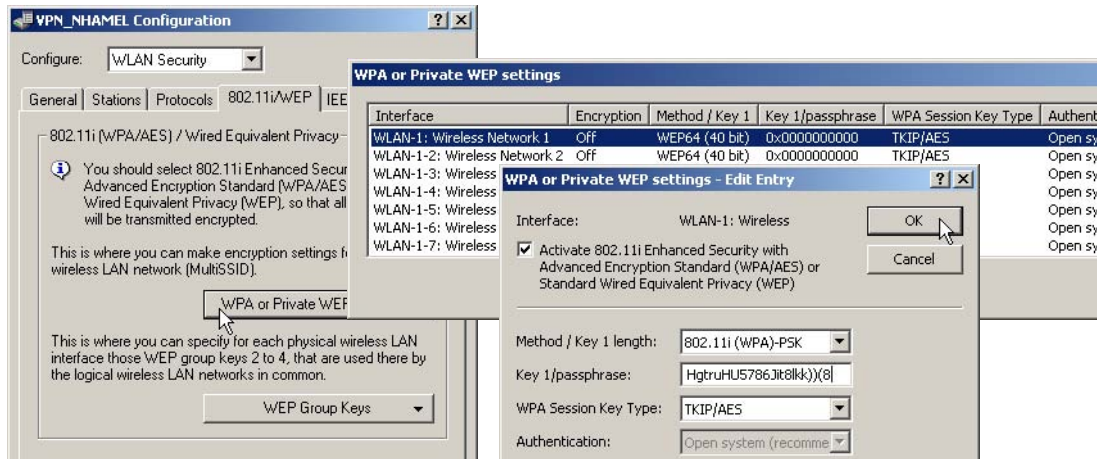 VPN_NHAMEL Configuration
Configure: WLAN Security
General Stations Protocols 802.11i/WEP IEE
802.11i (WPA/AES) / Wired Equivalent Privacy
You should select 802.11i Enhanced Secur
Advanced Encryption Standard (WPA/AES
Wired Equivalent Privacy (WEP), so that all
will be transmitted encrypted.
This is where you can make encryption settings f
wireless LAN network (MultiSSID).
WPA or Private WEP
This is where you can specify for each physical wireless LAN
interface those WEP group keys 2 to 4, that are used there by
the logical wireless LAN networks in common.
WEP Group Keys
WPA or Private WEP settings
Interface Encryption Method / Key 1 Key 1/passphrase WPA Session Key Type Authent
WLAN-1: Wireless Network 1 Off WEP64 (40 bit) 0x0000000000 TKIP/AES Open sy
WLAN-1-2: Wireless Network 2 Off WEP64 (40 bit) 0x0000000000 TKIP/AES Open sy
WLAN-1-3: Wireless Open sy
WLAN-1-4: Wireless Open sy
WLAN-1-5: Wireless Open sy
WLAN-1-6: Wireless Open sy
WLAN-1-7: Wireless Open sy
WPA or Private WEP settings - Edit Entry
Interface: WLAN-1: Wireless
OK
Activate 802.11i Enhanced Security with
Advanced Encryption Standard (WPA/AES) or
Standard Wired Equivalent Privacy (WEP)
Cancel
Method / Key 1 length: 802.11i (WPA)-PSK
Key 1/passphrase: HgtruHU5786Jit8lkk))(8
WPA Session Key Type: TKIP/AES
Authentication: Open system (recomme